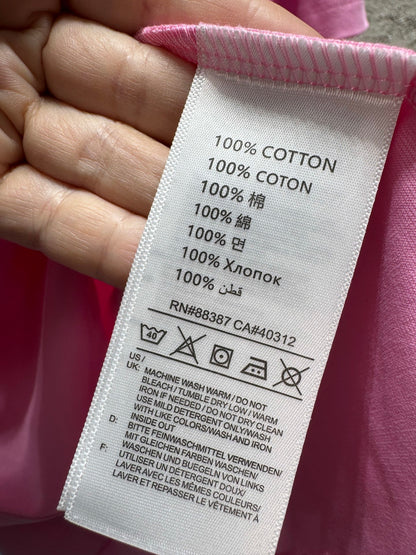 100% COTTON
100% COTON
100% 棉
100% 綿
100% 면
100% Хлопок
100% قطن
RN#88387 CA#40312
40
US /
UK: MACHINE WASH WARM / DO NOT
BLEACH / TUMBLE DRY LOW / WARM
IRON IF NEEDED / DO NOT DRY CLEAN
USE MILD DETERGENT ONLYWASH
WITH LIKE COLORS/WASH AND IRON
INSIDE OUT
D: BITTE FEINWASCHMITTEL VERWENDEN/
MIT GLEICHEN FARBEN WASCHEN/
WASCHEN UND BUEGELN VON LINKS
F: UTILISER UN DÉTERGENT DOUX/
LAVER AVEC LES MÊMES COULEURS/
LAVER ET REPASSER LE VÊTEMENT À